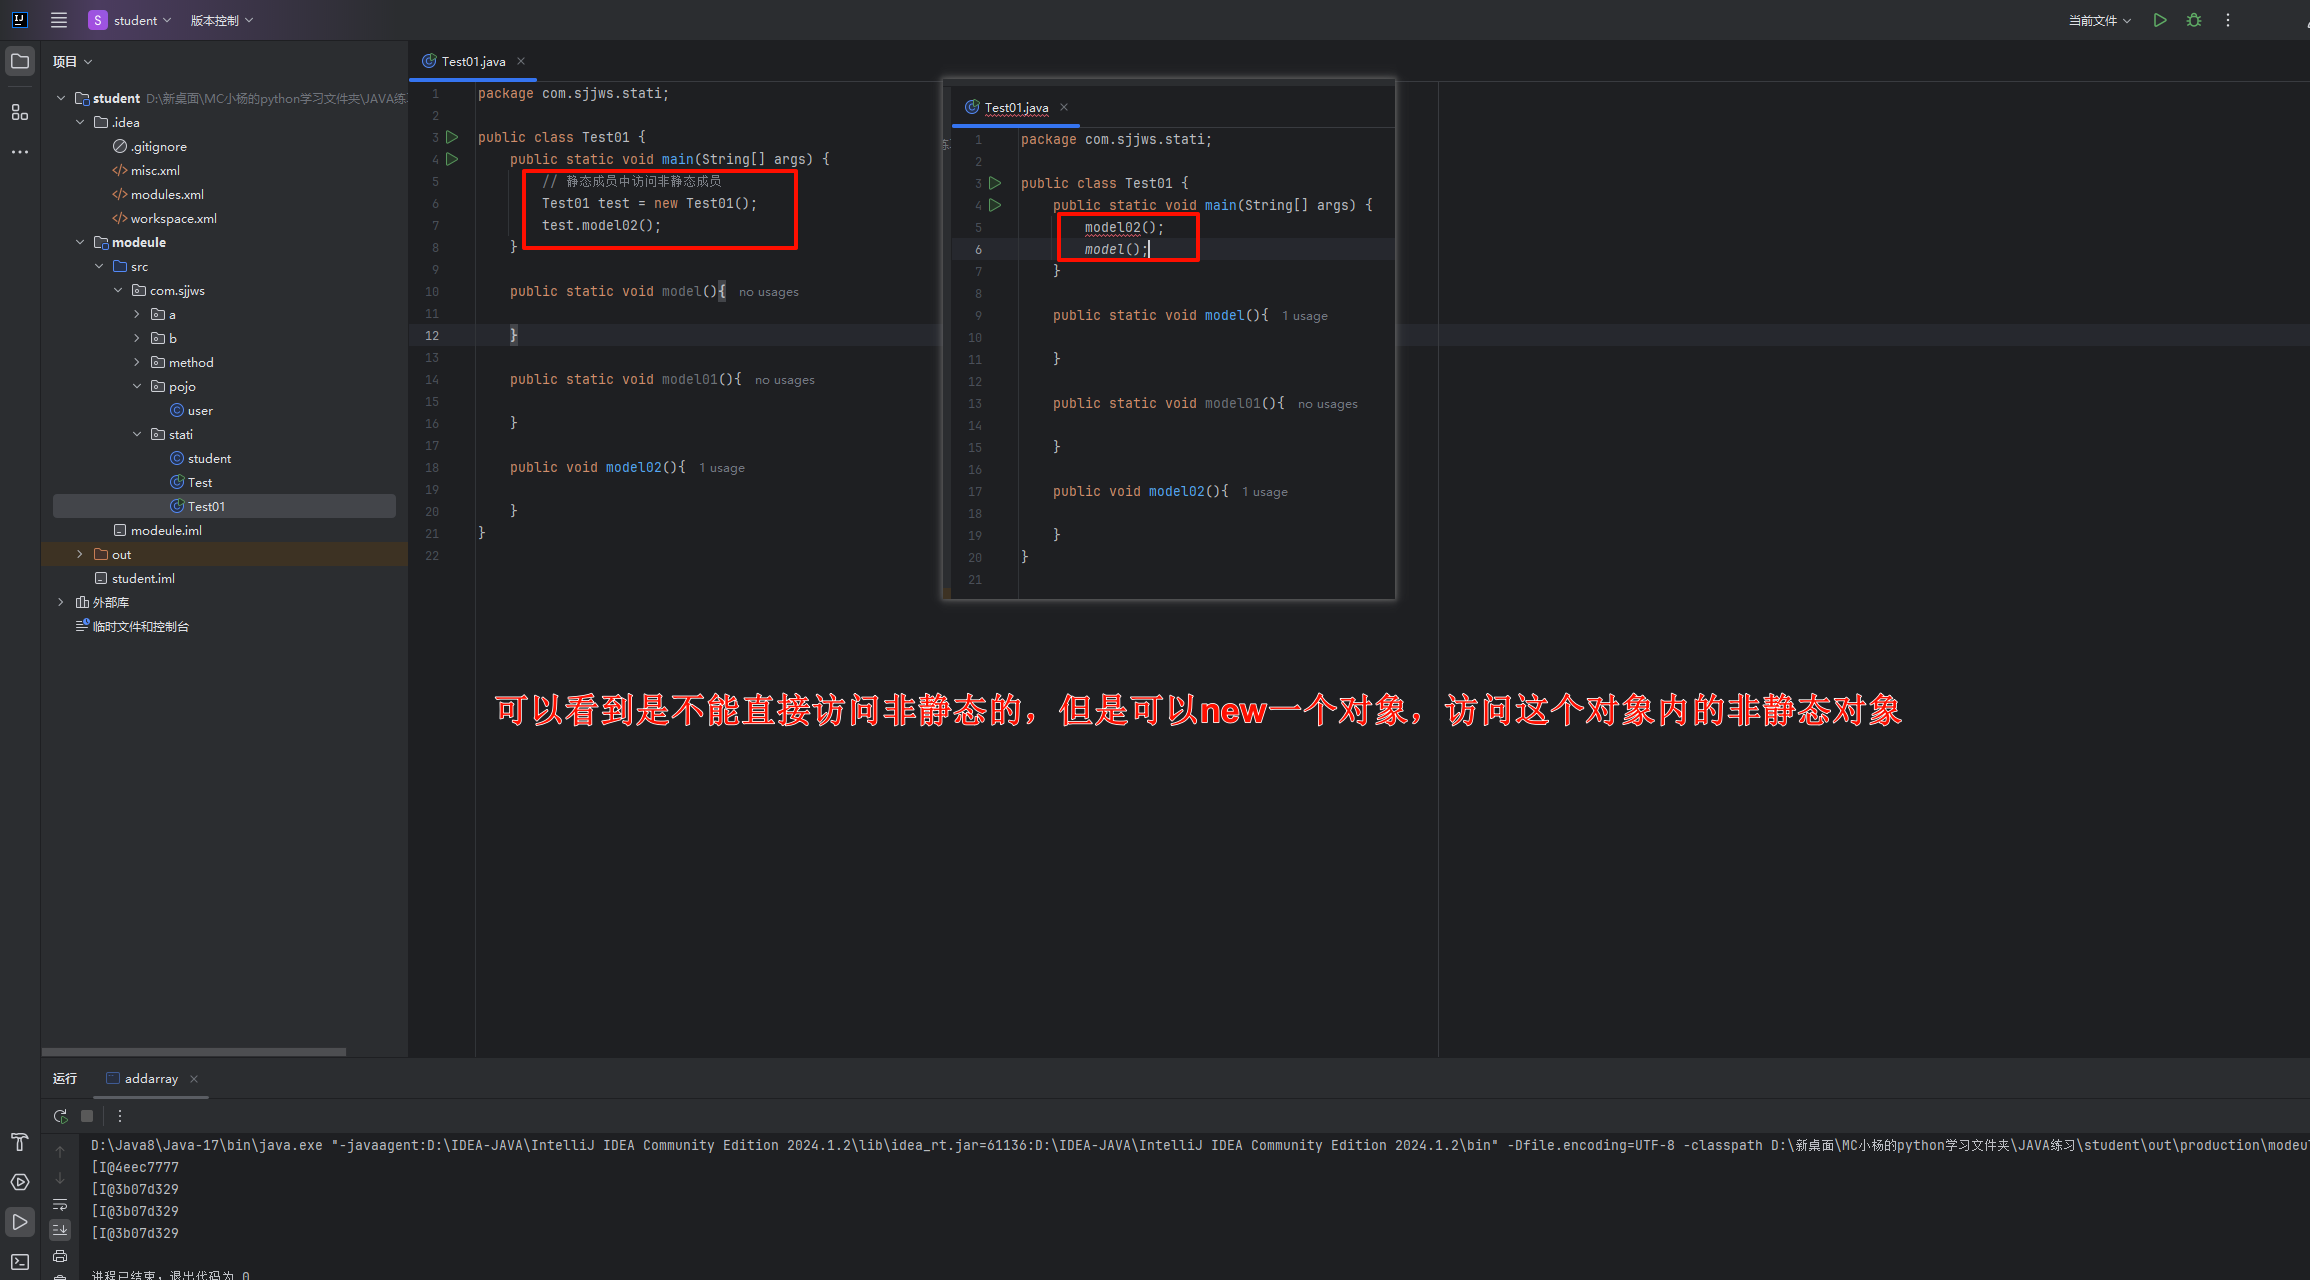 S student 版本控制 当前文件
项目
student D:\新桌面\MC小杨的python学习文件夹\JAVA练
.idea
.gitignore
misc.xml
modules.xml
workspace.xml
modeule
src
com.sjjws
a
b
method
pojo
user
stati
student
Test
Test01
modeule.iml
out
student.iml
外部库
临时文件和控制台
Test01.java
1 package com.sjjws.stati;
2
3 public class Test01 {
4 public static void main(String[] args) {
5 // 静态成员中访问非静态成员
6 Test01 test = new Test01();
7 test.model02();
8 }
9
10 public static void model(){ no usages
11
12 }
13
14 public static void model01(){ no usages
15
16 }
17
18 public void model02(){ 1 usage
19
20 }
21 }
22
Test01.java
1 package com.sjjws.stati;
2
3 public class Test01 {
4 public static void main(String[] args) {
5 model02();
6 model();
7 }
8
9 public static void model(){ 1 usage
10
11 }
12
13 public static void model01(){ no usages
14
15 }
16
17 public void model02(){ 1 usage
18
19 }
20 }
21
可以看到是不能直接访问非静态的，但是可以new一个对象，访问这个对象内的非静态对象
运行 addarray
D:\Java8\Java-17\bin\java.exe "-javaagent:D:\IDEA-JAVA\IntelliJ IDEA Community Edition 2024.1.2\lib\idea_rt.jar=61136:D:\IDEA-JAVA\IntelliJ IDEA Community Edition 2024.1.2\bin" -Dfile.encoding=UTF-8 -classpath D:\新桌面\MC小杨的python学习文件夹\JAVA练习\student\out\production\modeu
[I@4eec7777
[I@3b07d329
[I@3b07d329
[I@3b07d329
进程已结束，退出代码为 0